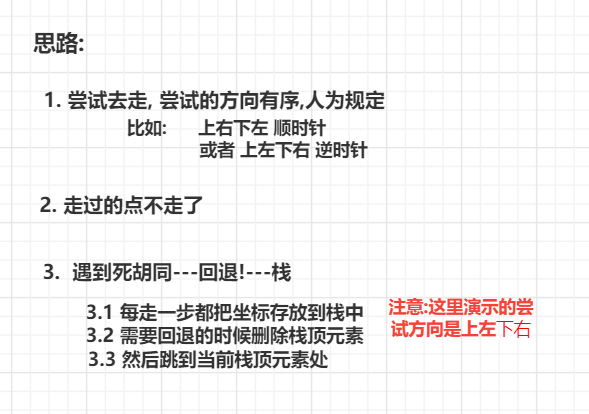 思路:
1. 尝试去走, 尝试的方向有序,人为规定
比如: 上右下左 顺时针
或者 上左下右 逆时针
2. 走过的点不走了
3. 遇到死胡同---回退!---栈
3.1 每走一步都把坐标存放到栈中
3.2 需要回退的时候删除栈顶元素
3.3 然后跳到当前栈顶元素处
注意:这里演示的尝
试方向是上左下右